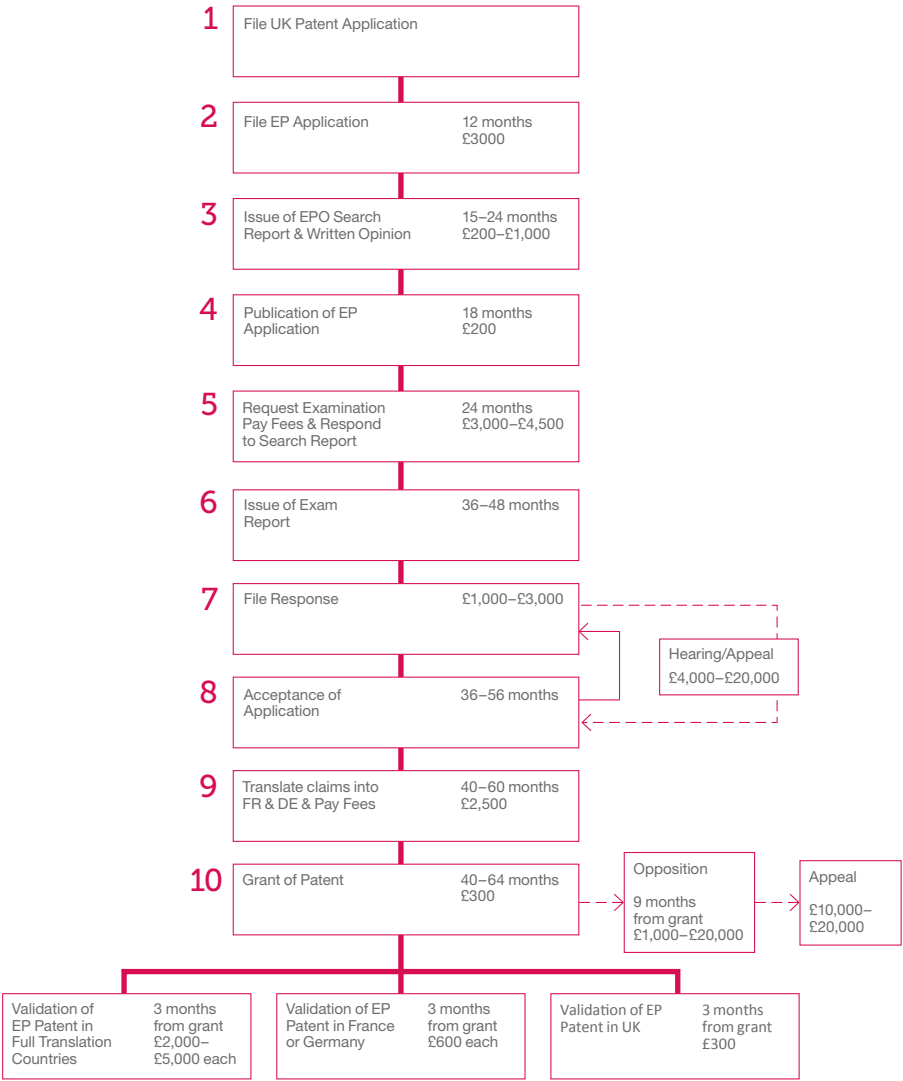 1
File UK Patent Application
2
File EP Application
12 months
£3000
3
Issue of EPO Search
Report & Written Opinion
15–24 months
£200–£1,000
4
Publication of EP
Application
18 months
£200
5
Request Examination
Pay Fees & Respond
to Search Report
24 months
£3,000–£4,500
6
Issue of Exam
Report
36–48 months
7
File Response
£1,000–£3,000
Hearing/Appeal
£4,000–£20,000
8
Acceptance of
Application
36–56 months
9
Translate claims into
FR & DE & Pay Fees
40–60 months
£2,500
10
Grant of Patent
40–64 months
£300
Opposition
9 months
from grant
£1,000–£20,000
Appeal
£10,000–
£20,000
Validation of
EP Patent in
Full Translation
Countries
3 months
from grant
£2,000–
£5,000 each
Validation of EP
Patent in France
or Germany
3 months
from grant
£600 each
Validation of EP
Patent in UK
3 months
from grant
£300